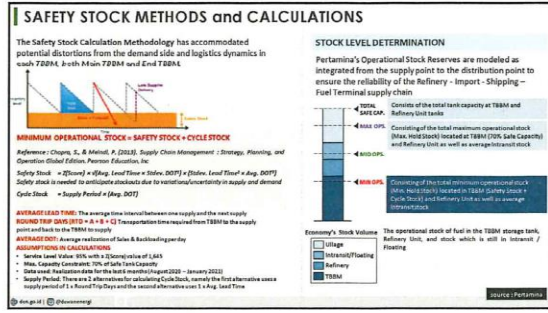 SAFETY STOCK METHODS and CALCULATIONS
The Safety Stock Calculation Methodology has accommodated
potential distortions from the demand side and logistics dynamics in
each TBBM, both Main TBBM and End TBBM.
Safety Stock
Time
MINIMUM OPERATIONAL STOCK = SAFETY STOCK + CYCLE STOCK
Reference : Chopra, S., & Meindl, P, (2013). Supply Chain Management : Strategy, Planning, and
Operation Global Edition, Pearson Education, Inc
Safety Stock = Z(Score) x √(Avg. Lead Time x Stdev. DOT²) + (Stdev. Lead Time² x Avg. DOT²)
Safety stock is needed to anticipate stockouts due to variations/uncertainty in supply and demand
Cycle Stock = Supply Period x (Avg. DOT)
AVERAGE LEAD TIME: The average time interval between one supply and the next supply
ROUND TRIP DAYS (RTD = A + B + C) Transportation time required from TBBM to the supply
point and back to the TBBM to supply
AVERAGE DOT: Average realization of Sales & Backloading per day
ASSUMPTIONS IN CALCULATIONS
• Service Level Value: 95% with a Z(Score) value of 1,645
• Max. Capacity Constraint: 70% of Safe Tank Capacity
• Data used: Realization date for the last 6 months (August 2020 – January 2021)
• Supply Period: There are 2 alternatives for calculating Cycle Stock, namely the first alternative uses a
supply period of 1 x Round Trip Days and the second alternative uses 1 x Avg. Lead Time
den.go.id | @dewanenergi
STOCK LEVEL DETERMINATION
Pertamina's Operational Stock Reserves are modeled as
integrated from the supply point to the distribution point to
ensure the reliability of the Refinery - Import - Shipping –
Fuel Terminal supply chain
TOTAL
SAFE CAP.
Consists of the total tank capacity at TBBM and
Refinery Unit tanks
MAX OPS.
Consisting of the total maximum operational stock
(Max. Hold Stock) located at TBBM (70% Safe Capacity)
and Refinery Unit as well as average Intransit stock
MID OPS.
MIN OPS.
Consisting of the total minimum operational stock
(Min. Stock) located in TBBM (Safety Stock +
Cycle Stock) and Refinery Unit as well as average
Intransit stock
Economy's Stock Volume
The operational stock of fuel in the TBBM storage tank,
Refinery Unit, and stock which is still in Intransit /
Floating
Ullage
Intransit/Floating
Refinery
TBBM
source : Pertamina